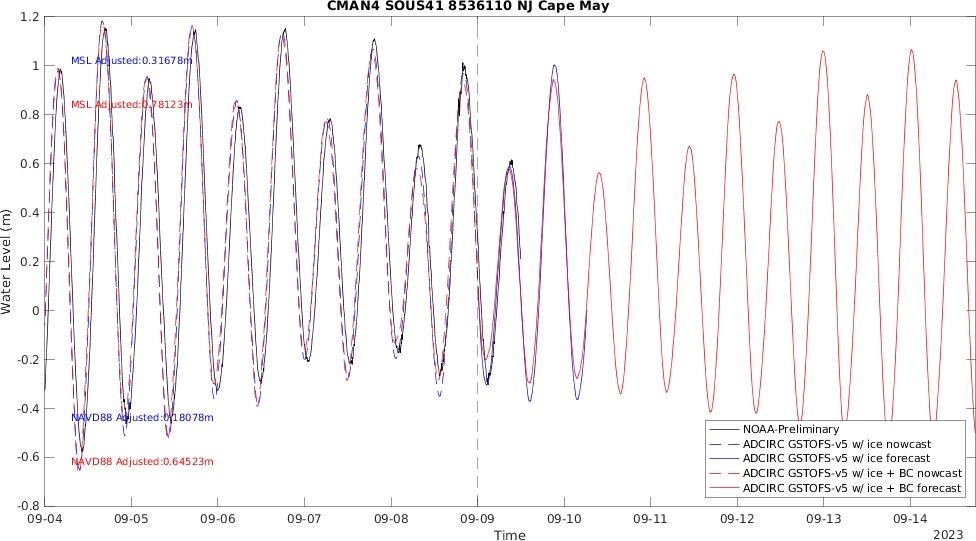 CMAN4 SOUS41 8536110 NJ Cape May
1.2
1
0.8
0.6
0.4
0.2
0
-0.2
-0.4
-0.6
-0.8
Water Level (m)
MSL Adjusted:0.31678m
MSL Adjusted:0.78123m
NAVD88 Adjusted:0.18078m
NAVD88 Adjusted:0.64523m
NOAA-Preliminary
ADCIRC GSTOFS-v5 w/ ice nowcast
ADCIRC GSTOFS-v5 w/ ice forecast
ADCIRC GSTOFS-v5 w/ ice + BC nowcast
ADCIRC GSTOFS-v5 w/ ice + BC forecast
09-04 09-05 09-06 09-07 09-08 09-09 09-10 09-11 09-12 09-13 09-14
Time
2023